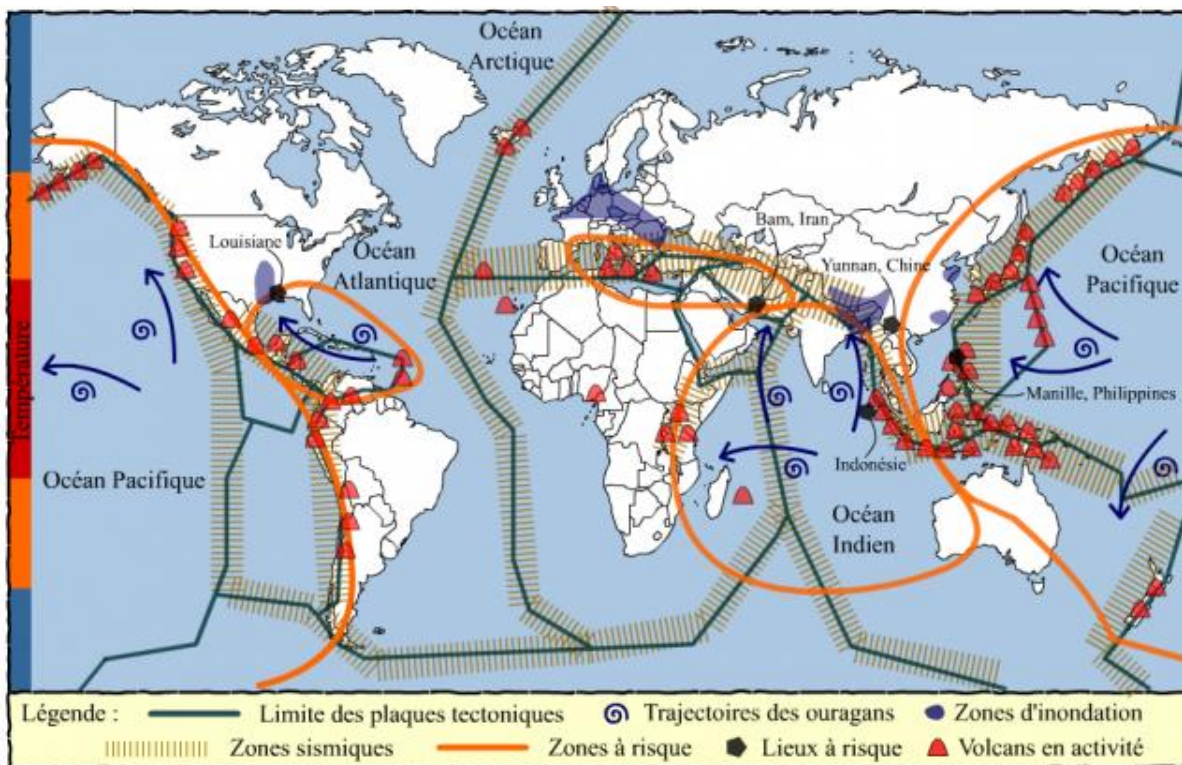 Océan
Arctique
Bam, Iran
Louisiane
Océan
Atlantique
Yunnan, Chine
Océan
Pacifique
Température
Manille, Philippines
Océan Pacifique
Indonésie
Océan
Indien
Légende :
Limite des plaques tectoniques
Trajectoires des ouragans
Zones d'inondation
Zones sismiques
Zones à risque
Lieux à risque
Volcans en activité